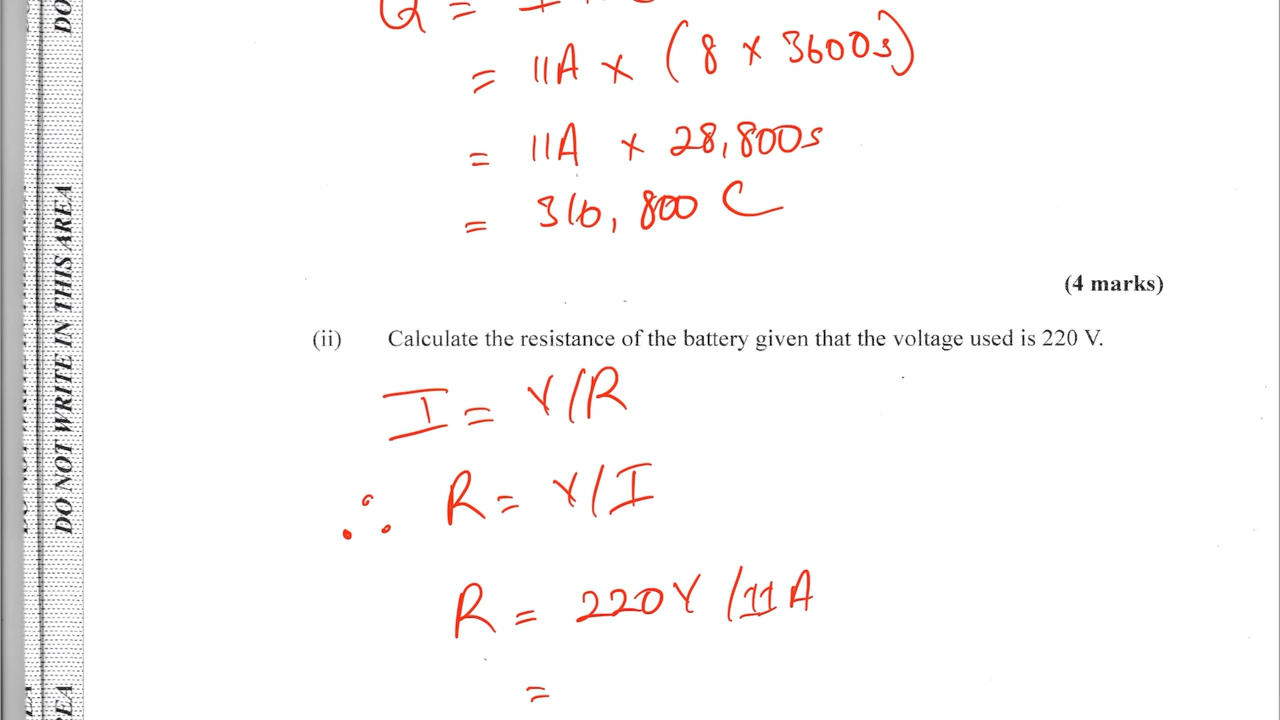 Q =
= 11A × (8 × 3600s)
= 11A × 28,800s
= 316,800 C
(4 marks)
(ii) Calculate the resistance of the battery given that the voltage used is 220 V.
I = V/R
∴ R = V/I
R = 220V /11A
=
DO NOT WRITE IN THIS AREA